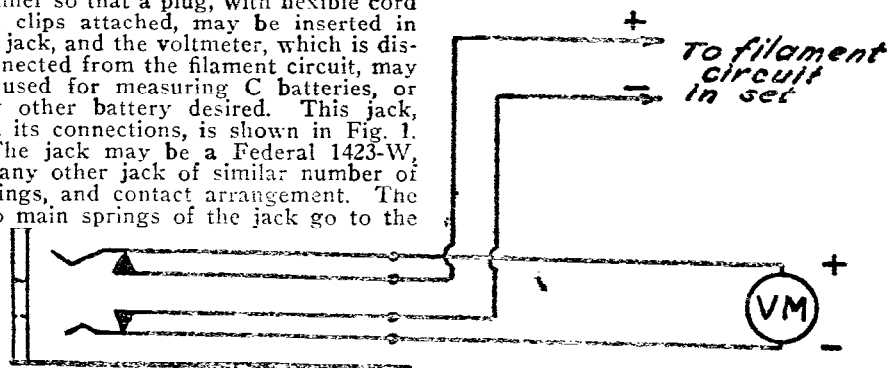 so that a plug, with flexible cord
clips attached, may be inserted in
jack, and the voltmeter, which is dis-
nected from the filament circuit, may
used for measuring C batteries, or
other battery desired. This jack,
its connections, is shown in Fig. 1.
The jack may be a Federal 1423-W,
any other jack of similar number of
ings, and contact arrangement. The
main springs of the jack go to the
+
-
To filament
circuit
in set
+
VM
-